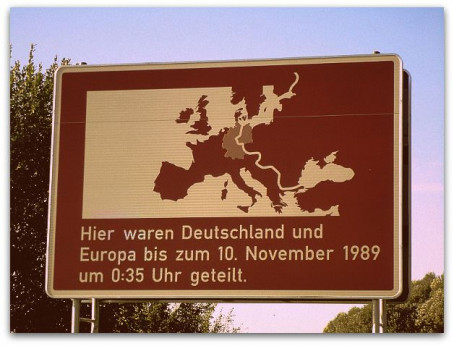 Hier waren Deutschland und
Europa bis zum 10. November 1989
um 0:35 Uhr geteilt.